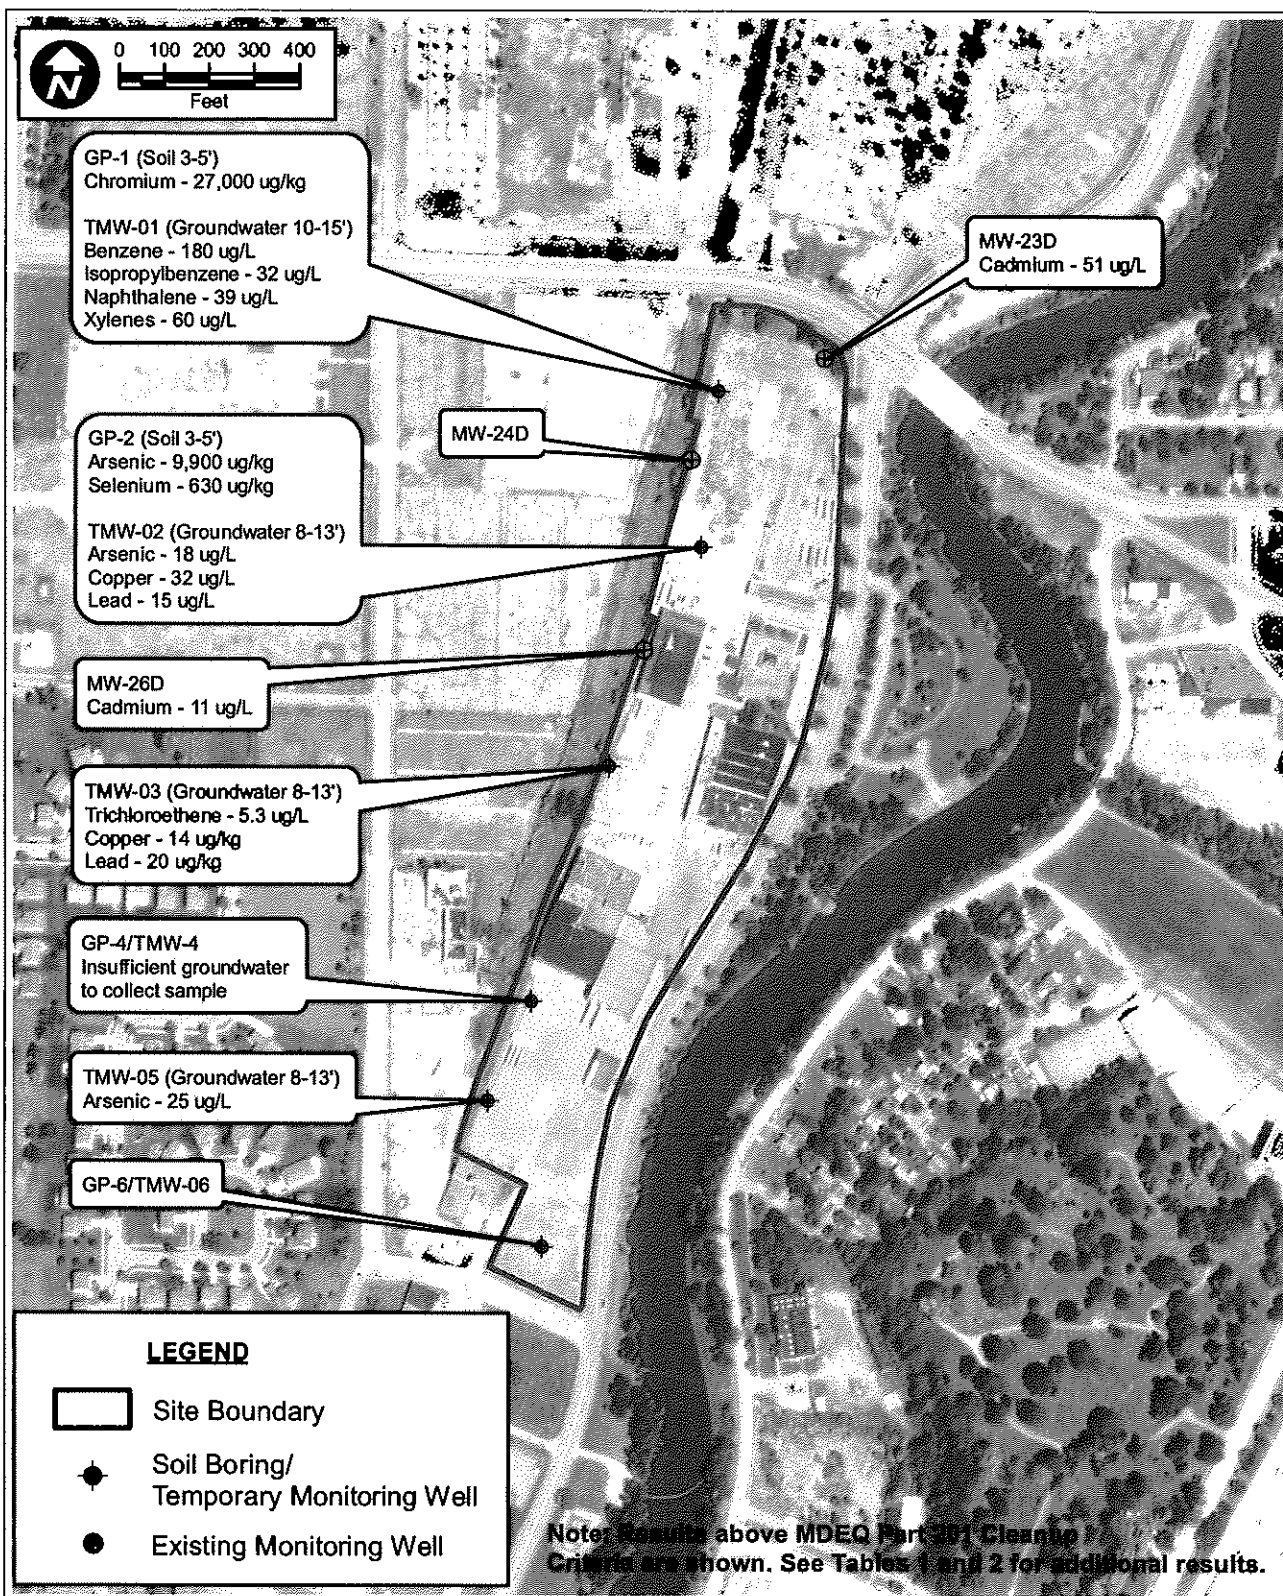 0 100 200 300 400
Feet
N
GP-1 (Soil 3-5')
Chromium - 27,000 ug/kg
TMW-01 (Groundwater 10-15')
Benzene - 180 ug/L
Isopropylbenzene - 32 ug/L
Naphthalene - 39 ug/L
Xylenes - 60 ug/L
MW-23D
Cadmium - 51 ug/L
MW-24D
GP-2 (Soil 3-5')
Arsenic - 9,900 ug/kg
Selenium - 630 ug/kg
TMW-02 (Groundwater 8-13')
Arsenic - 18 ug/L
Copper - 32 ug/L
Lead - 15 ug/L
MW-26D
Cadmium - 11 ug/L
TMW-03 (Groundwater 8-13')
Trichloroethene - 5.3 ug/L
Copper - 14 ug/kg
Lead - 20 ug/kg
GP-4/TMW-4
Insufficient groundwater
to collect sample
TMW-05 (Groundwater 8-13')
Arsenic - 25 ug/L
GP-6/TMW-06
LEGEND
Site Boundary
Soil Boring/
Temporary Monitoring Well
Existing Monitoring Well
Note: Results above MDEQ Part 201 Cleanup
Criteria are shown. See Tables 1 and 2 for additional results.